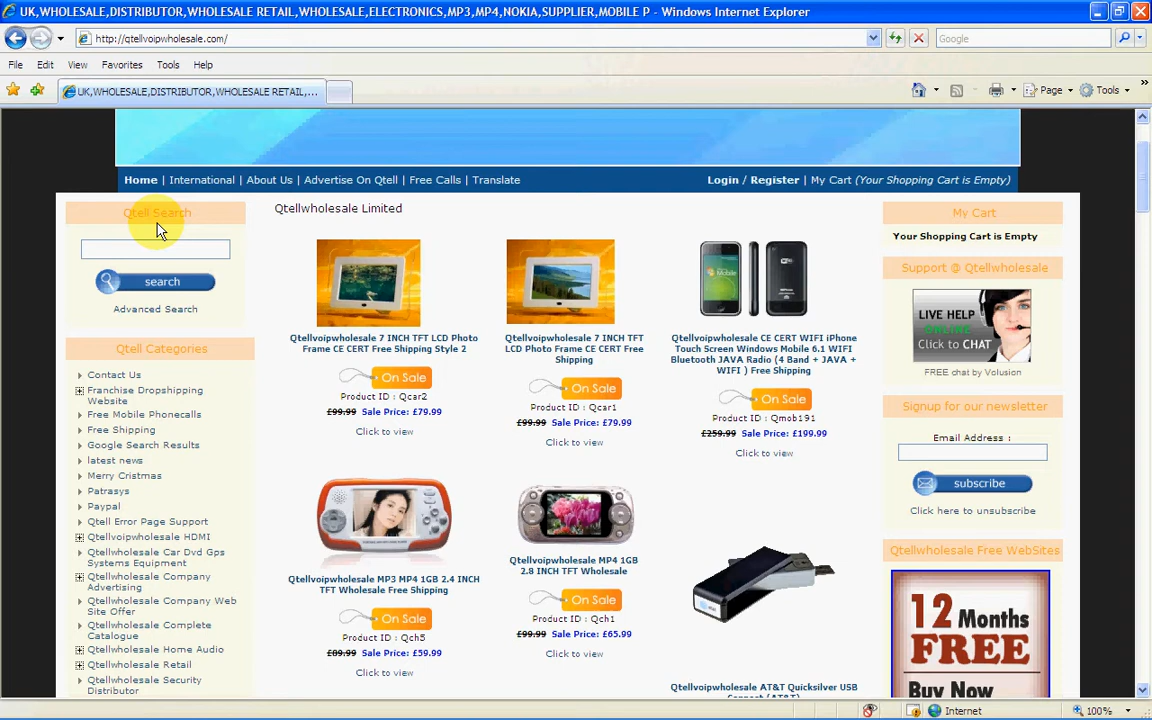 UK,WHOLESALE,DISTRIBUTOR,WHOLESALE RETAIL,WHOLESALE,ELECTRONICS,MP3,MP4,NOKIA,SUPPLIER,MOBILE P - Windows Internet Explorer
http://qtellvoipwholesale.com/
Google
File Edit View Favorites Tools Help
UK,WHOLESALE,DISTRIBUTOR,WHOLESALE RETAIL,...
Page Tools
Home | International | About Us | Advertise On Qtell | Free Calls | Translate
Login / Register | My Cart (Your Shopping Cart is Empty)
Qtell Search
search
Advanced Search
Qtell Categories
Contact Us
Franchise Dropshipping
Website
Free Mobile Phonecalls
Free Shipping
Google Search Results
latest news
Merry Cristmas
Patrasys
Paypal
Qtell Error Page Support
Qtellvoipwholesale HDMI
Qtellwholesale Car Dvd Gps
Systems Equipment
Qtellwholesale Company
Advertising
Qtellwholesale Company Web
Site Offer
Qtellwholesale Complete
Catalogue
Qtellwholesale Home Audio
Qtellwholesale Retail
Qtellwholesale Security
Distributor
Qtellwholesale Limited
Qtellvoipwholesale 7 INCH TFT LCD Photo
Frame CE CERT Free Shipping Style 2
On Sale
Product ID : Qcar2
£99.99 Sale Price: £79.99
Click to view
Qtellvoipwholesale 7 INCH TFT LCD Photo
Frame CE CERT Free
Shipping
On Sale
Product ID : Qcar1
£99.99 Sale Price: £79.99
Click to view
Mobile
Qtellvoipwholesale CE CERT WIFI iPhone
Touch Screen Windows Mobile 6.1 WIFI
Bluetooth JAVA Radio (4 Band + JAVA +
WIFI ) Free Shipping
On Sale
Product ID : Qmob191
£259.99 Sale Price: £199.99
Click to view
Qtellvoipwholesale MP3 MP4 1GB 2.4 INCH
TFT Wholesale Free Shipping
On Sale
Product ID : Qch5
£89.99 Sale Price: £59.99
Click to view
Qtellvoipwholesale MP4 1GB
2.8 INCH TFT Wholesale
On Sale
Product ID : Qch1
£99.99 Sale Price: £65.99
Click to view
at&t
Qtellvoipwholesale AT&T Quicksilver USB
Connect (AT&T)
My Cart
Your Shopping Cart is Empty
Support @ Qtellwholesale
LIVE HELP
ONLINE
Click to CHAT
FREE chat by Volusion
Signup for our newsletter
Email Address :
subscribe
Click here to unsubscribe
Qtellwholesale Free WebSites
12 Months
FREE
Buy Now
Internet
100%